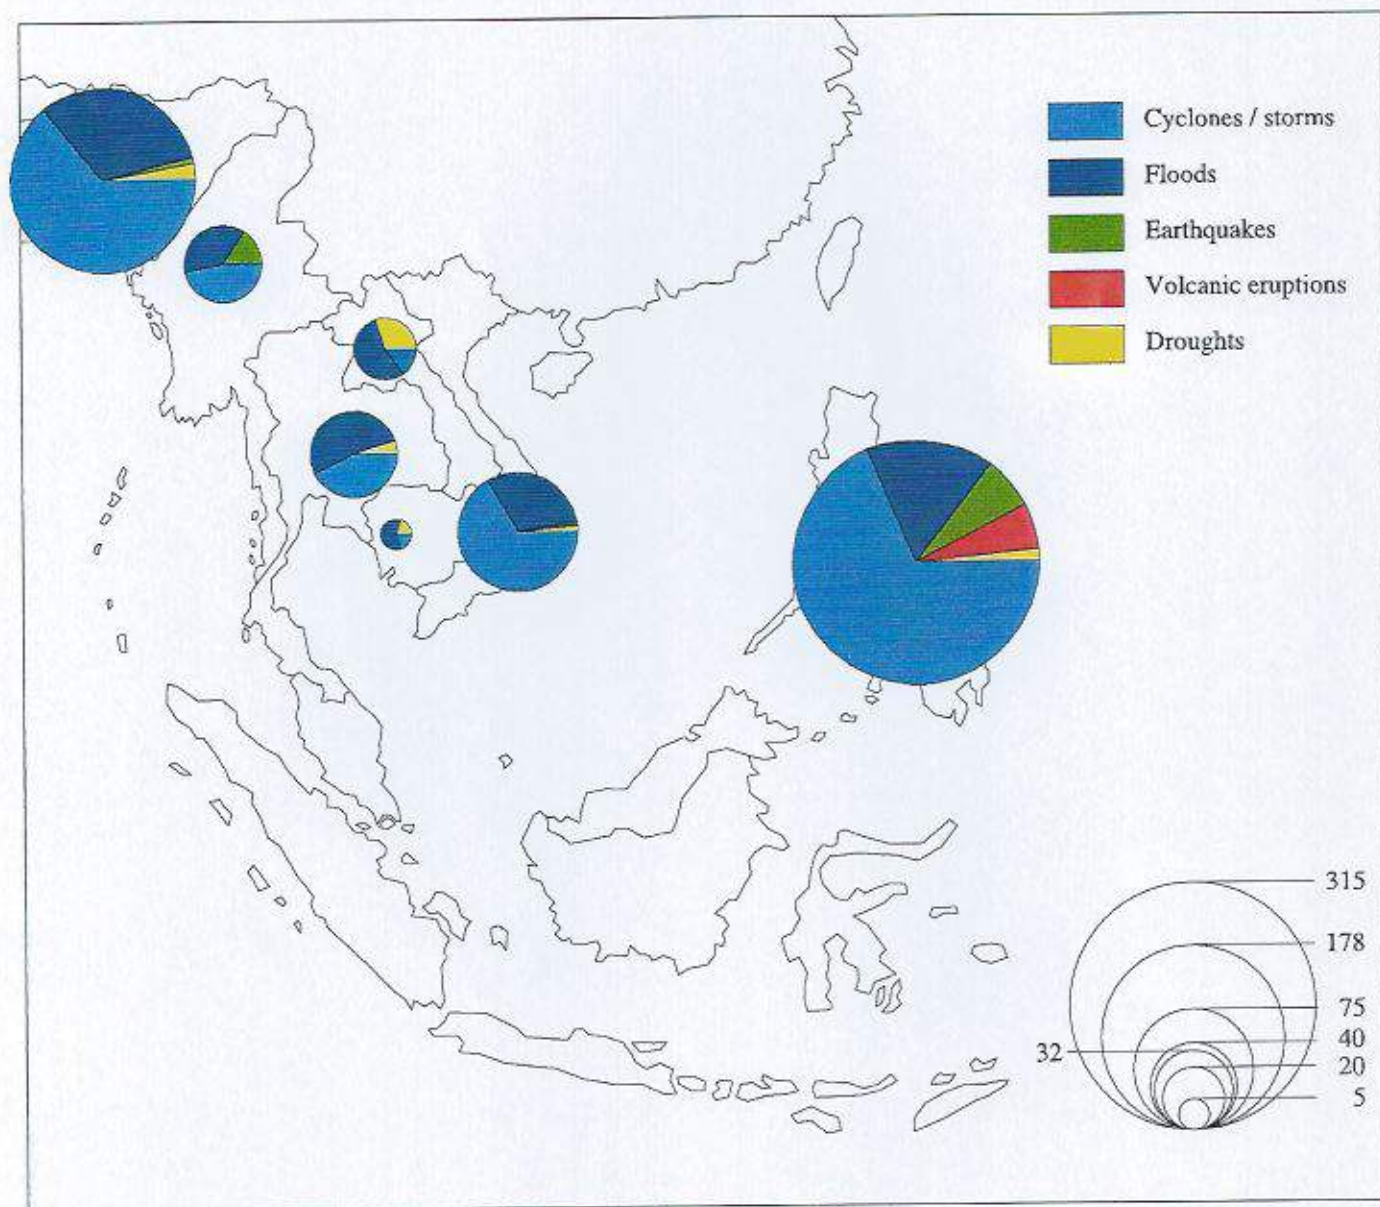 Cyclones / storms
Floods
Earthquakes
Volcanic eruptions
Droughts
315
178
75
40
32
20
5